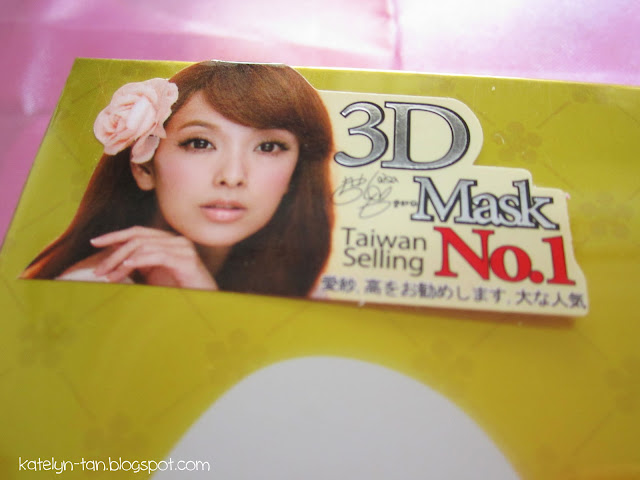 3D
Mask
Taiwan
Selling No.1
愛紗,高をお勧めします,大な人気
katelyn-tan.blogspot.com